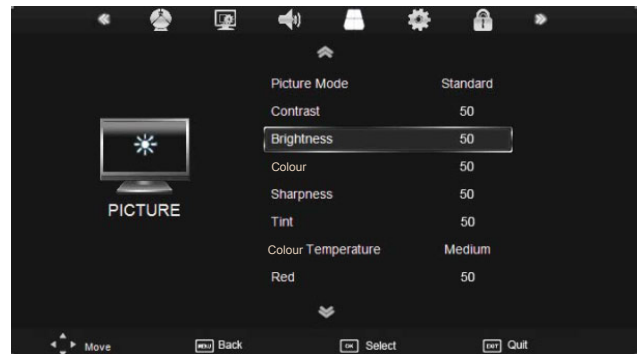 Picture Mode Standard
Contrast 50
Brightness 50
Colour 50
Sharpness 50
PICTURE
Tint 50
Colour Temperature Medium
Red 50
Move MENU Back OK Select EXIT Quit